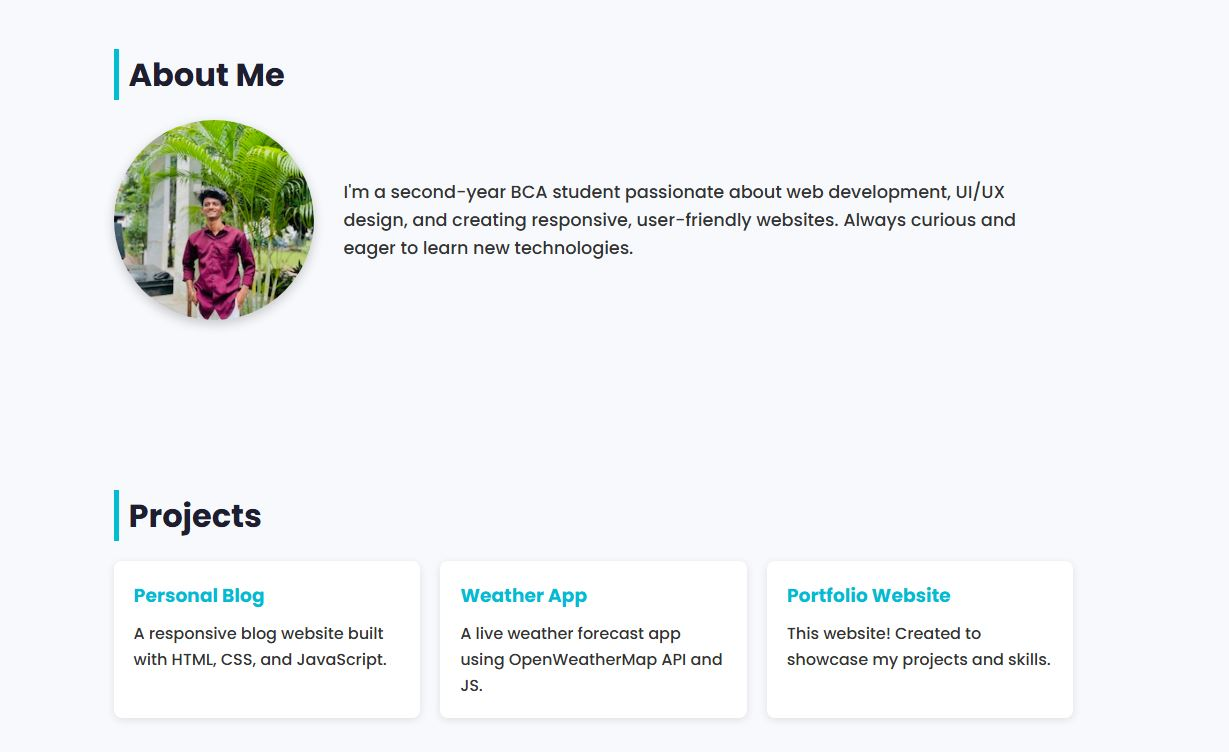 About Me
I'm a second-year BCA student passionate about web development, UI/UX
design, and creating responsive, user-friendly websites. Always curious and
eager to learn new technologies.
Projects
Personal Blog
A responsive blog website built
with HTML, CSS, and JavaScript.
Weather App
A live weather forecast app
using OpenWeatherMap API and
JS.
Portfolio Website
This website! Created to
showcase my projects and skills.